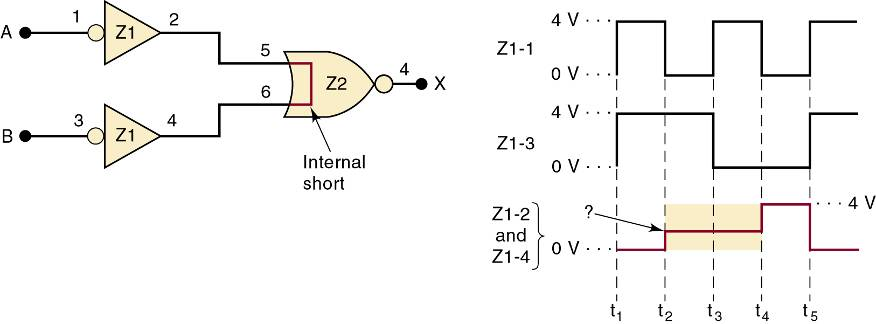 A
1
Z1
2
5
6
Z2
4
X
B
3
Z1
4
Internal
short
Z1-1
4 V
0 V
Z1-3
4 V
0 V
Z1-2
and
Z1-4
?
0 V
4 V
t1 t2 t3 t4 t5